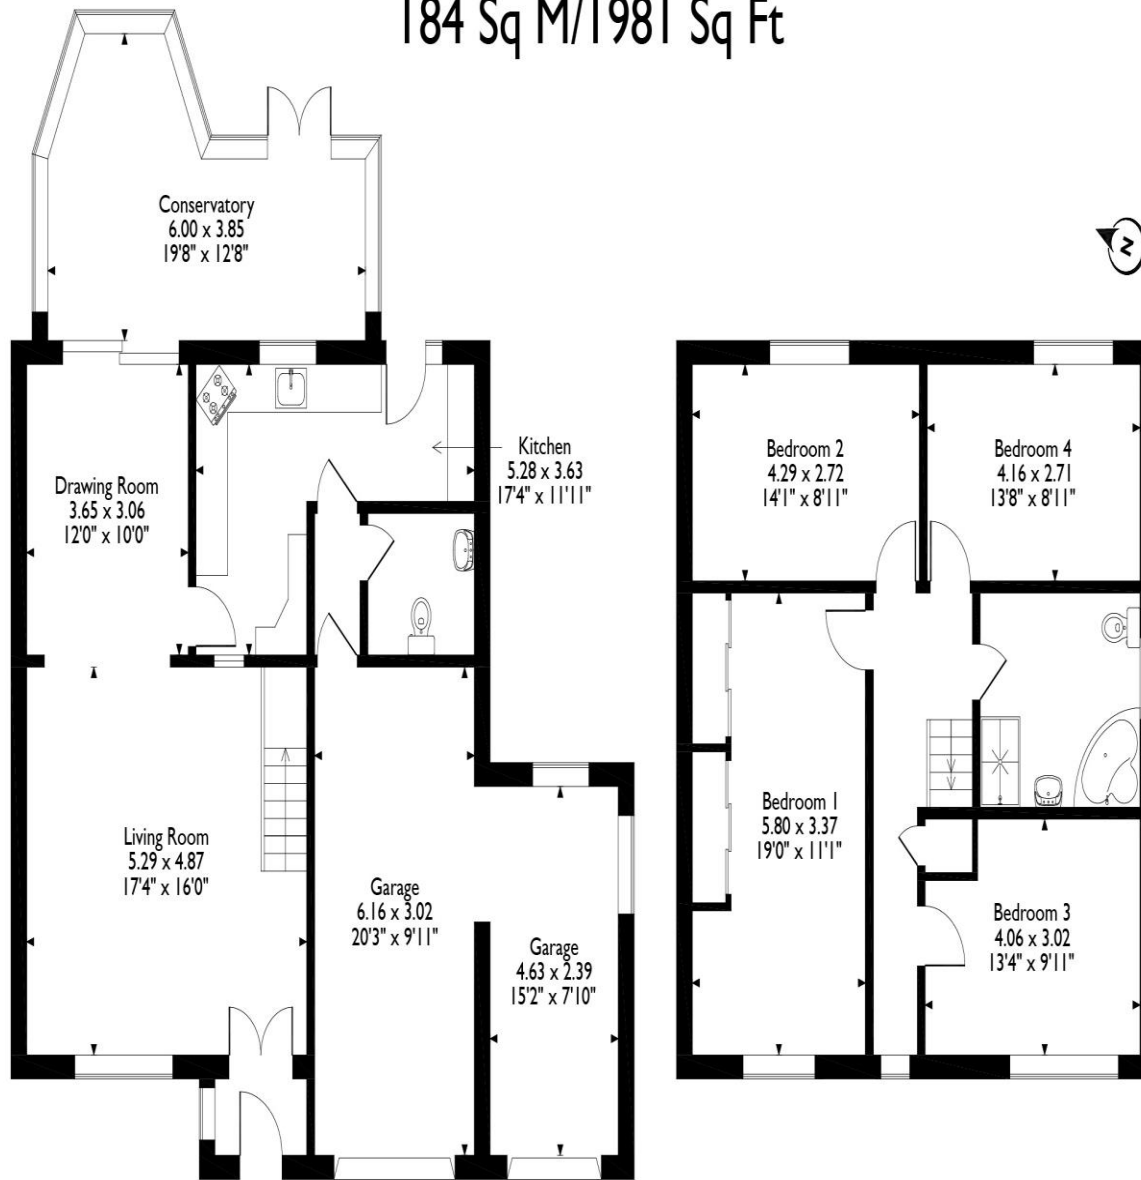 184 Sq M/1981 Sq Ft
Conservatory
6.00 x 3.85
19'8" x 12'8"
N
Kitchen
5.28 x 3.63
17'4" x 11'11"
Drawing Room
3.65 x 3.06
12'0" x 10'0"
Bedroom 2
4.29 x 2.72
14'1" x 8'11"
Bedroom 4
4.16 x 2.71
13'8" x 8'11"
Living Room
5.29 x 4.87
17'4" x 16'0"
Garage
6.16 x 3.02
20'3" x 9'11"
Garage
4.63 x 2.39
15'2" x 7'10"
Bedroom 1
5.80 x 3.37
19'0" x 11'1"
Bedroom 3
4.06 x 3.02
13'4" x 9'11"